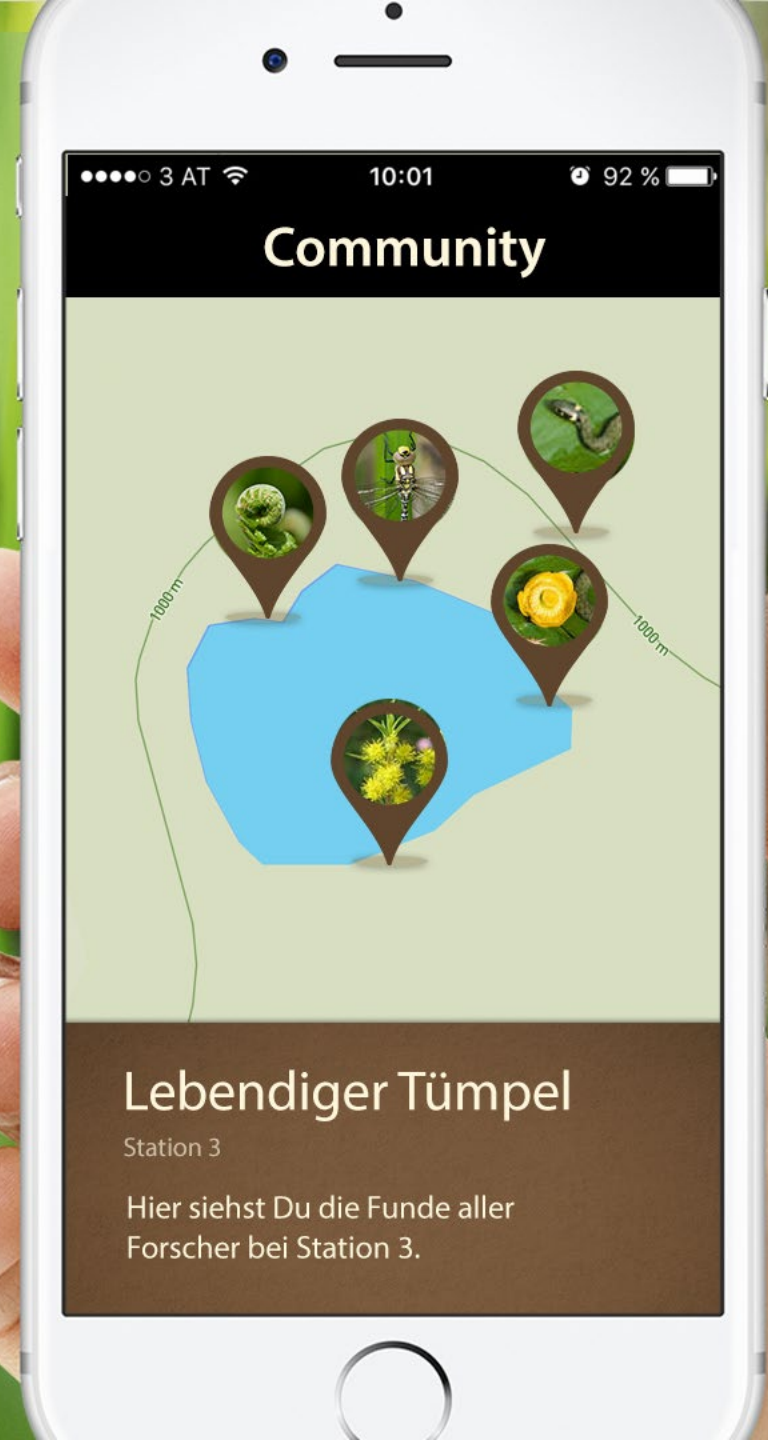 3 AT 10:01 92 %
Community
1000 m
1000 m
Lebendiger Tümpel
Station 3
Hier siehst Du die Funde aller
Forscher bei Station 3.